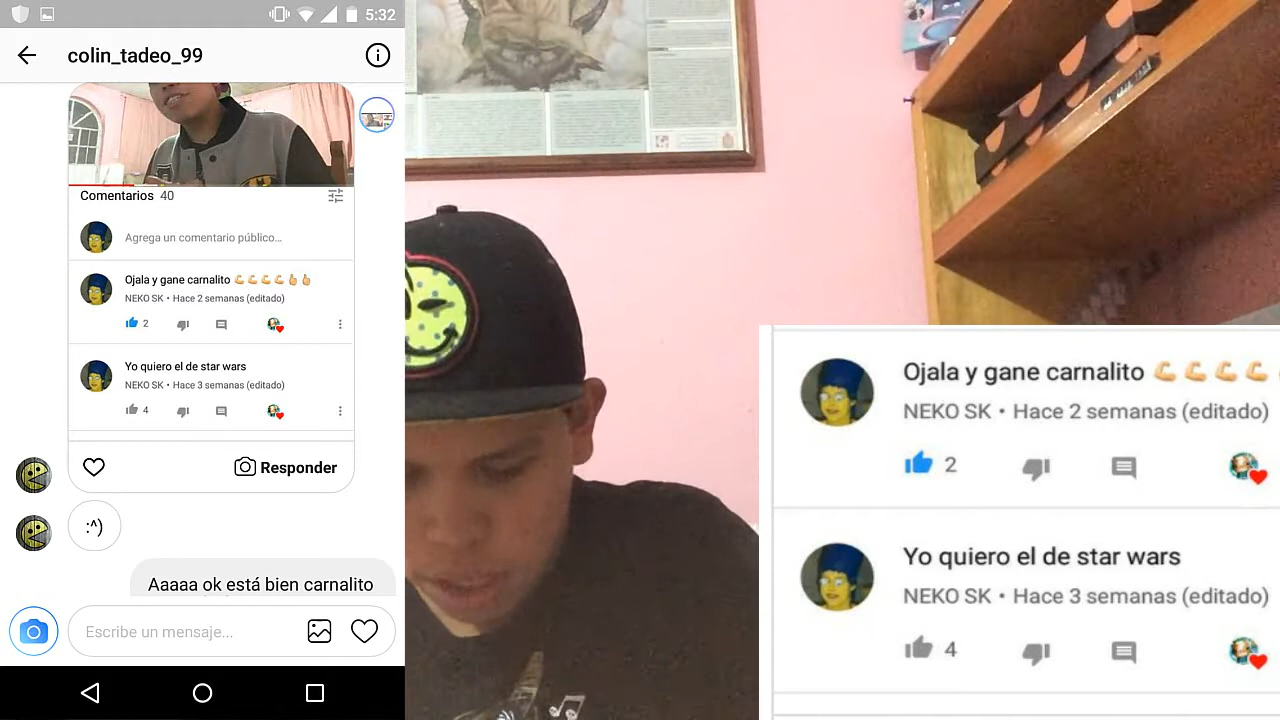 5:32
colin_tadeo_99
Comentarios 40
Agrega un comentario público...
Ojala y gane carnalito 💪💪💪💪👍👍
NEKO SK • Hace 2 semanas (editado)
2
Yo quiero el de star wars
NEKO SK • Hace 3 semanas (editado)
4
Responder
:^)
Aaaaa ok está bien carnalito
Escribe un mensaje...
Ojala y gane carnalito 💪💪💪💪
NEKO SK • Hace 2 semanas (editado)
2
Yo quiero el de star wars
NEKO SK • Hace 3 semanas (editado)
4